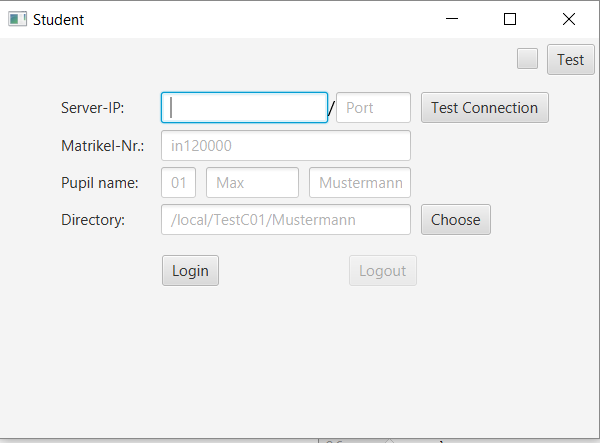 Student
Test
Server-IP: / Port Test Connection
Matrikel-Nr.: in120000
Pupil name: 01 Max Mustermann
Directory: /local/TestC01/Mustermann Choose
Login Logout